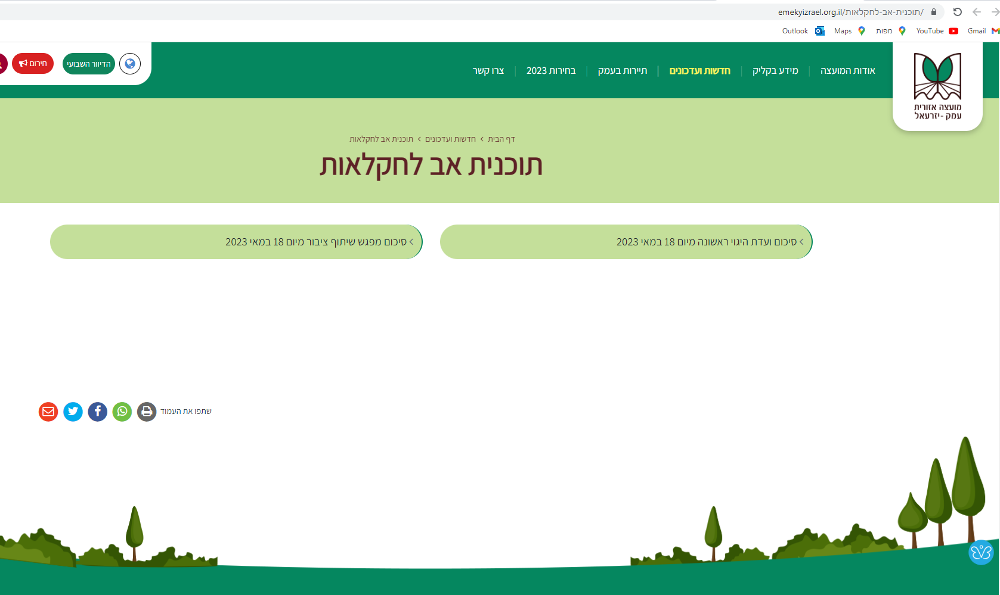 emekyizrael.org.il/תוכנית-אב-לחקלאות/
Gmail
YouTube
מפות
Maps
Outlook
מועצה אזורית
עמק - יזרעאל
אודות המועצה
מידע בקליק
חדשות ועדכונים
תיירות בעמק
בחירות 2023
צרו קשר
הדיוור השבועי
חירום
דף הבית > חדשות ועדכונים > תוכנית אב לחקלאות
תוכנית אב לחקלאות
סיכום ועדת היגוי ראשונה מיום 18 במאי 2023
סיכום מפגש שיתוף ציבור מיום 18 במאי 2023
שתפו את העמוד